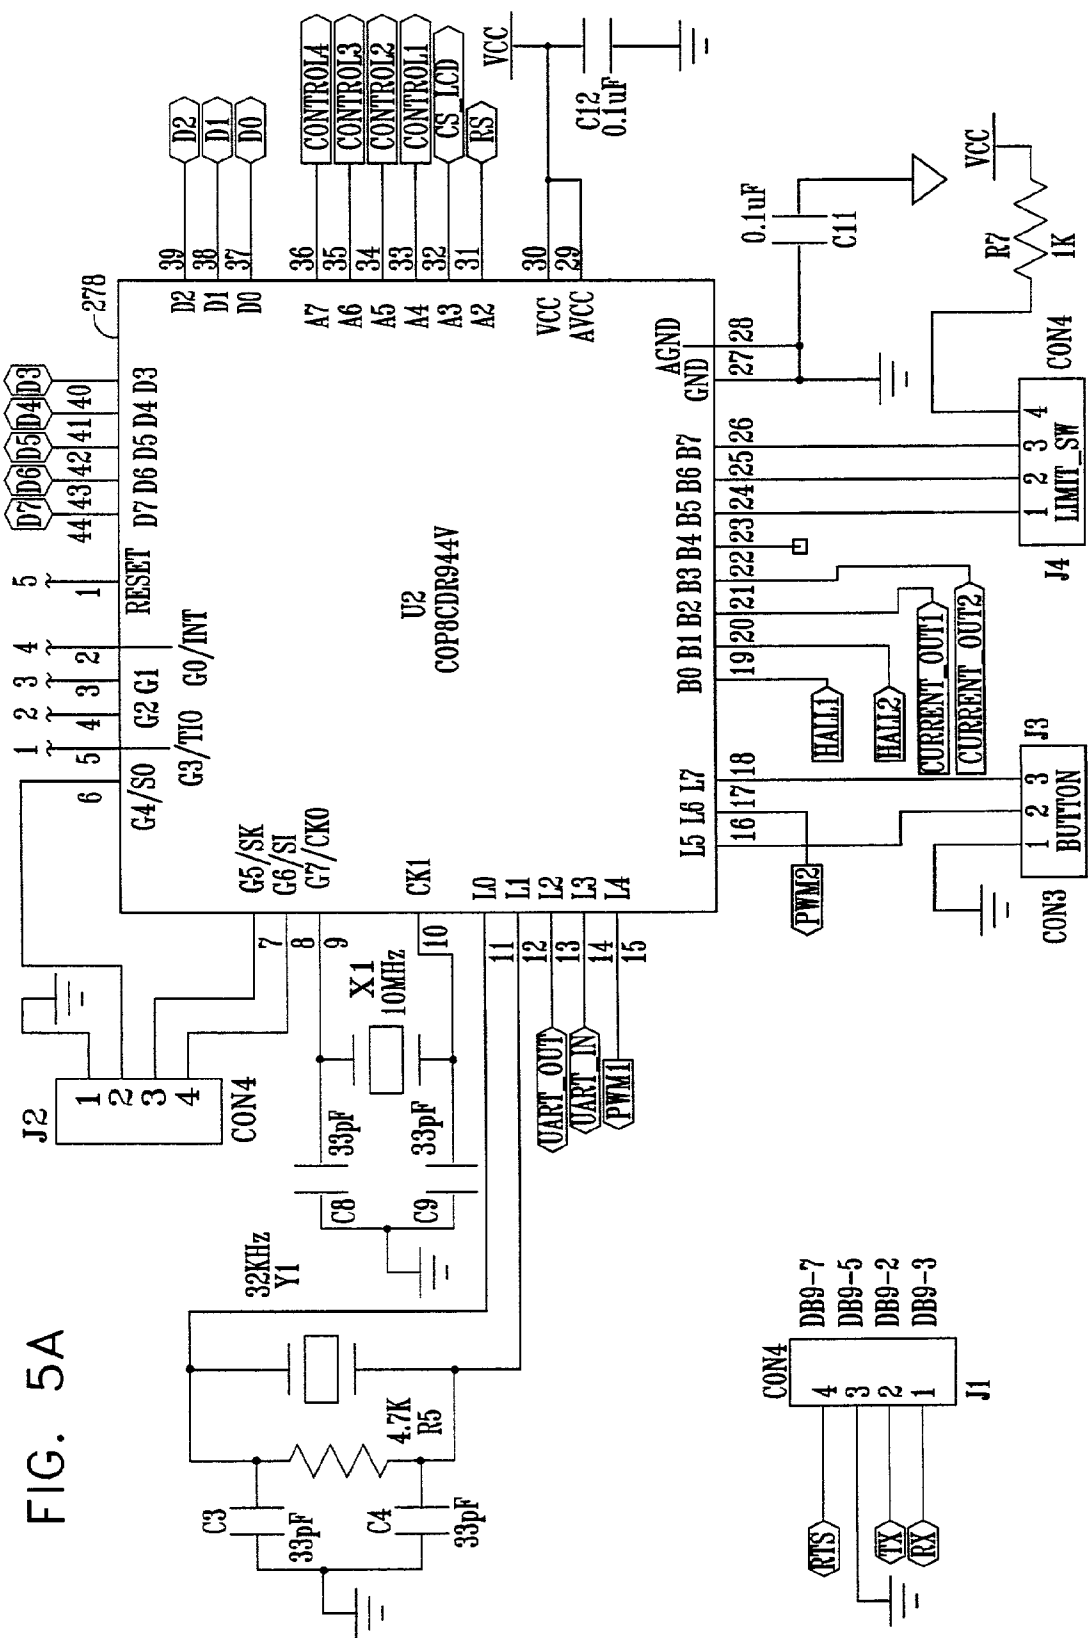 FIG. 5A
D7 D6 D5 D4 D3
44 43 42 41 40
D7 D6 D5 D4 D3
278
5
1
RESET
4
2
G0/INT
3
3
G1
2
4
G2
1
5
G3/TIO
6
G4/SO
G5/SK
G6/SI
G7/CKO
CK1
L0
L1
L2
L3
L4
7
8
9
10
11
12
13
14
15
U2
COP8CDR944V
D2
D1
D0
39
38
37
D2
D1
D0
A7
A6
A5
A4
A3
A2
36
35
34
33
32
31
CONTROL4
CONTROL3
CONTROL2
CONTROL1
CS_LCD
RS
VCC
AVCC
30
29
VCC
C12
0.1uF
AGND
GND
27 28
0.1uF
C11
VCC
R7
1K
B0 B1 B2 B3 B4 B5 B6 B7
19 20 21 22 23 24 25 26
L5 L6 L7
16 17 18
HALL1
HALL2
CURRENT_OUT1
CURRENT_OUT2
PWM2
1 2 3 4
LIMIT_SW
J4
CON4
1 2 3
BUTTON
CON3
J3
J2
1
2
3
4
CON4
X1
10MHz
33pF
C8
33pF
C9
UART_OUT
UART_IN
PWM1
32KHz
Y1
4.7K
R5
C3
33pF
C4
33pF
CON4
4
3
2
1
J1
DB9-7
DB9-5
DB9-2
DB9-3
RTS
TX
RX